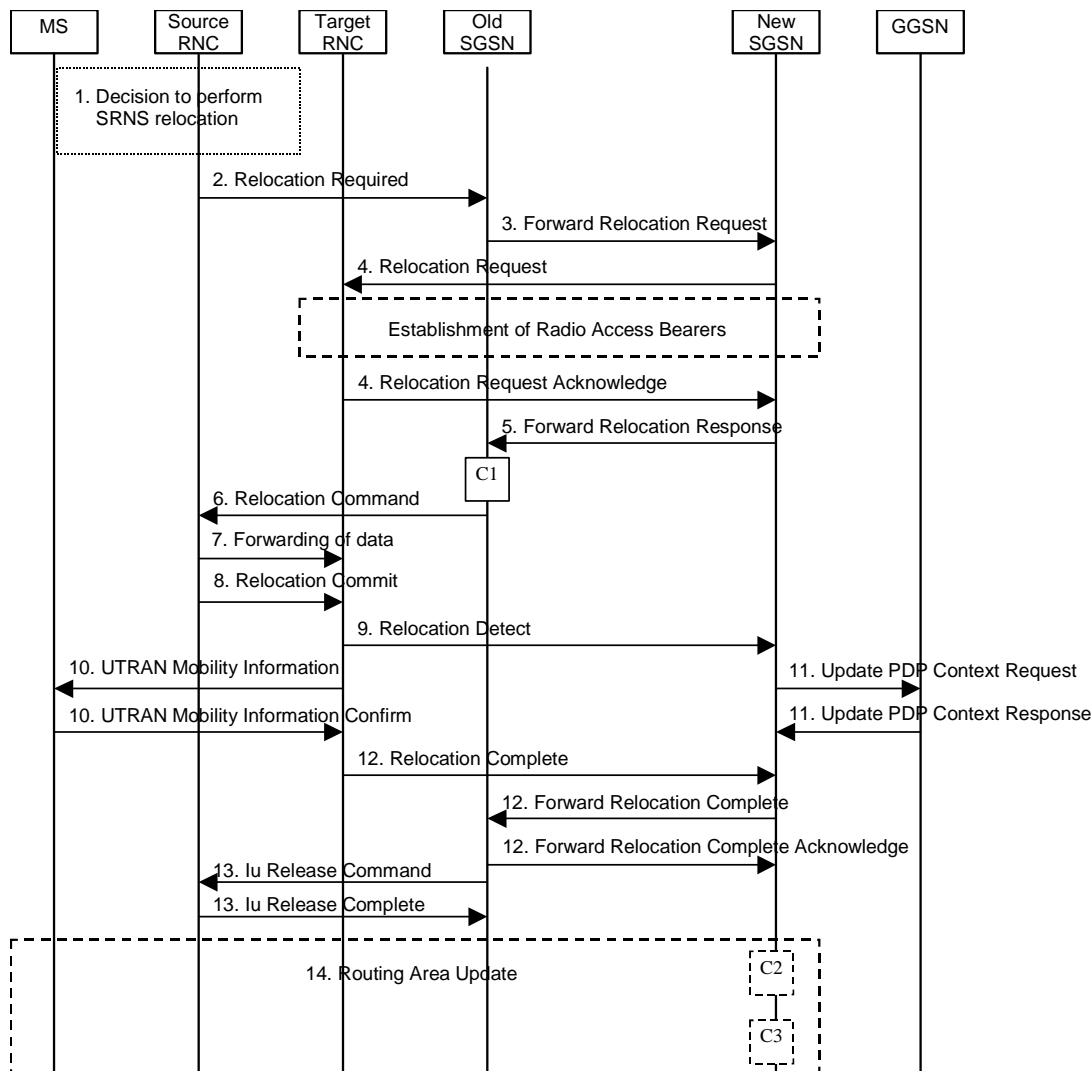 MS
Source
RNC
Target
RNC
Old
SGSN
New
SGSN
GGSN
1. Decision to perform
SRNS relocation
2. Relocation Required
3. Forward Relocation Request
4. Relocation Request
Establishment of Radio Access Bearers
4. Relocation Request Acknowledge
5. Forward Relocation Response
C1
6. Relocation Command
7. Forwarding of data
8. Relocation Commit
9. Relocation Detect
10. UTRAN Mobility Information
11. Update PDP Context Request
10. UTRAN Mobility Information Confirm
11. Update PDP Context Response
12. Relocation Complete
12. Forward Relocation Complete
12. Forward Relocation Complete Acknowledge
13. Iu Release Command
13. Iu Release Complete
14. Routing Area Update
C2
C3